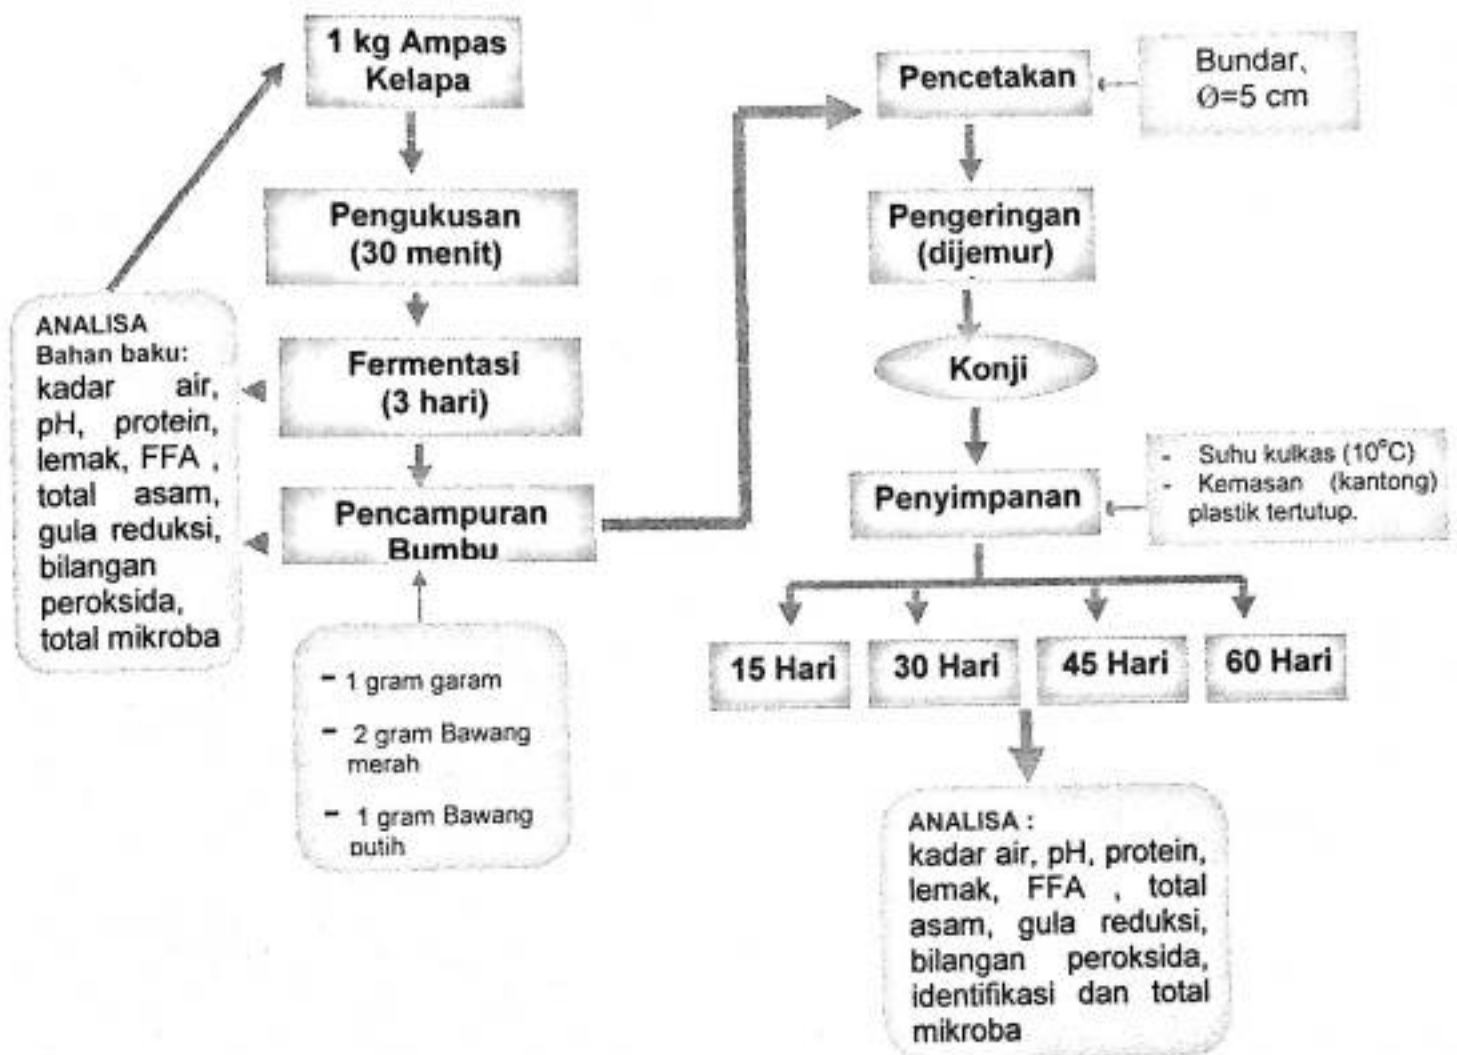 1 kg Ampas
Kelapa
Pengukusan
(30 menit)
Fermentasi
(3 hari)
Pencampuran
Bumbu
- 1 gram garam
- 2 gram Bawang
merah
- 1 gram Bawang
putih
ANALISA
Bahan baku:
kadar air,
pH, protein,
lemak, FFA ,
total asam,
gula reduksi,
bilangan
peroksida,
total mikroba
Pencetakan
Bundar,
Ø=5 cm
Pengeringan
(dijemur)
Konji
Penyimpanan
- Suhu kulkas (10°C)
- Kemasan (kantong)
plastik tertutup.
15 Hari
30 Hari
45 Hari
60 Hari
ANALISA :
kadar air, pH, protein,
lemak, FFA , total
asam, gula reduksi,
bilangan peroksida,
identifikasi dan total
mikroba